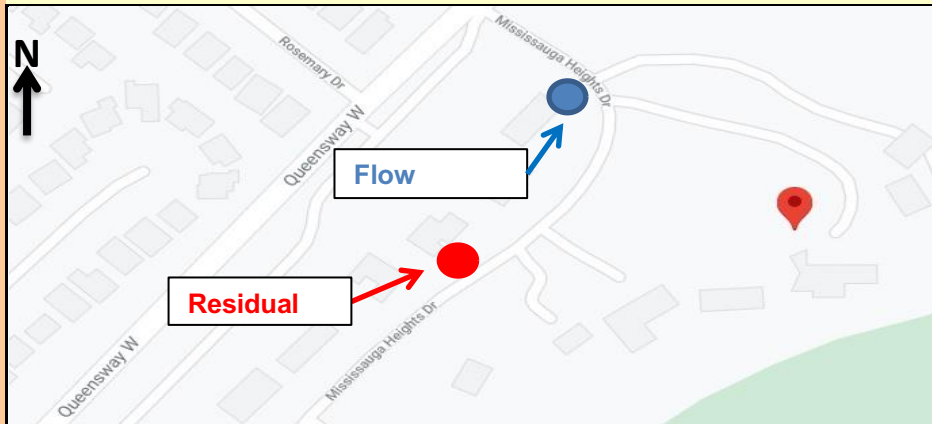 N
Mississauga Heights Dr
Rosemary Dr
Queensway W
Flow
Residual
Mississauga Heights Dr
Queensway W